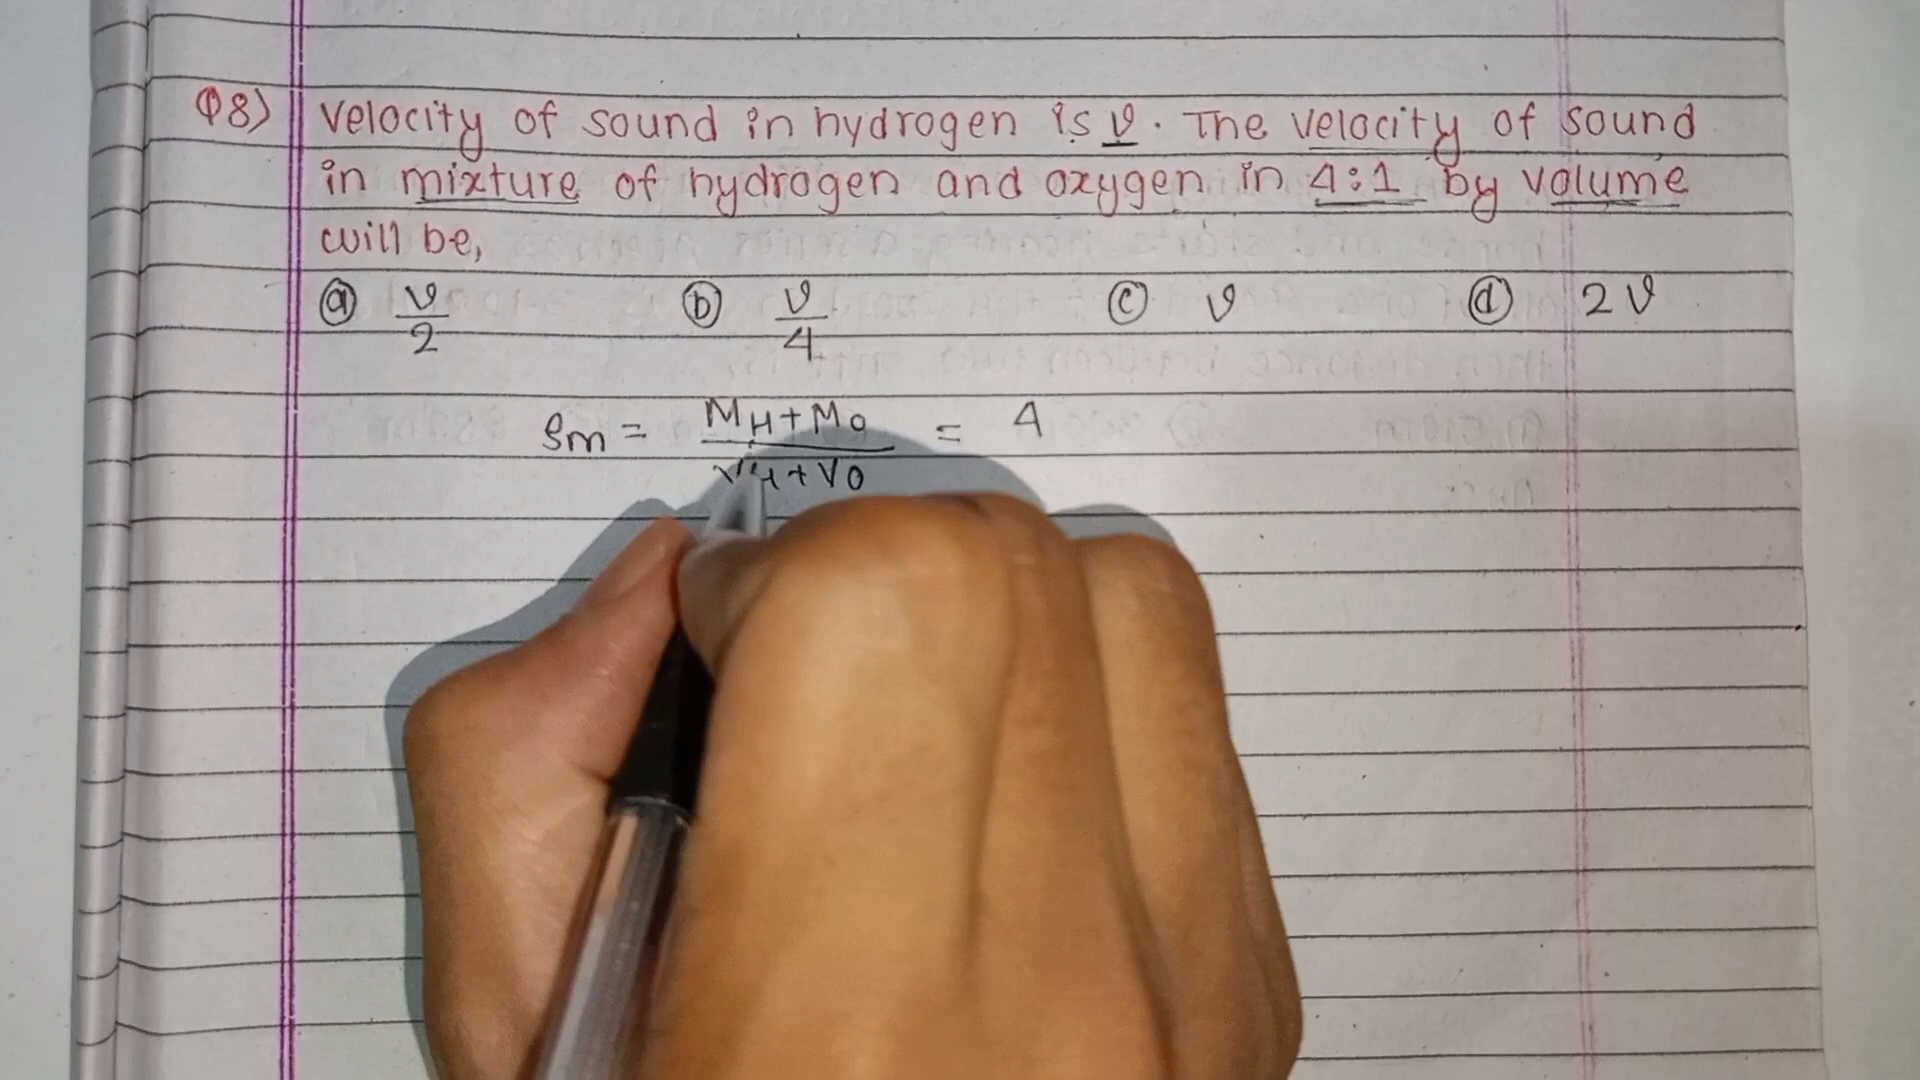 Q8) Velocity of sound in hydrogen is v. The velocity of sound
in mixture of hydrogen and oxygen in 4:1 by volume
will be,
(a) v/2 (b) v/4 (c) v (d) 2v
ρm = (MH + MO)/(VH + VO) = 4